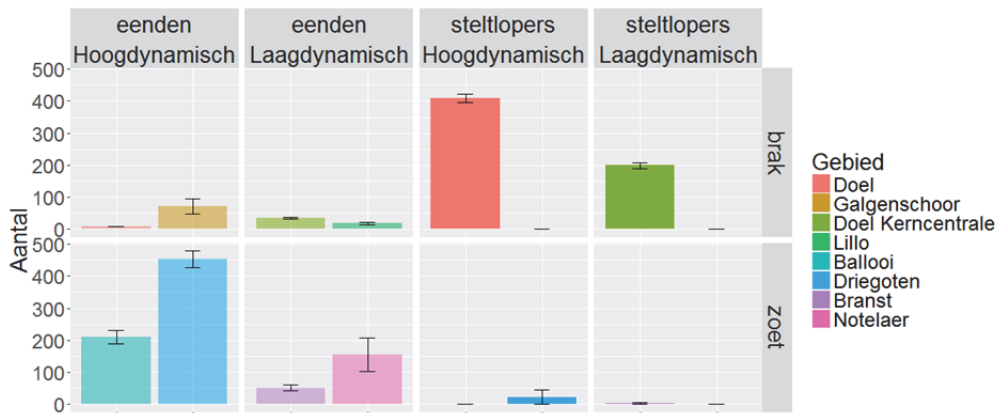 eenden
Hoogdynamisch
eenden
Laagdynamisch
steltlopers
Hoogdynamisch
steltlopers
Laagdynamisch
500
400
300
200
100
0
brak
500
400
300
200
100
0
zoet
Aantal
Gebied
Doel
Galgenschoor
Doel Kerncentrale
Lillo
Ballooi
Driegoten
Branst
Notelaer